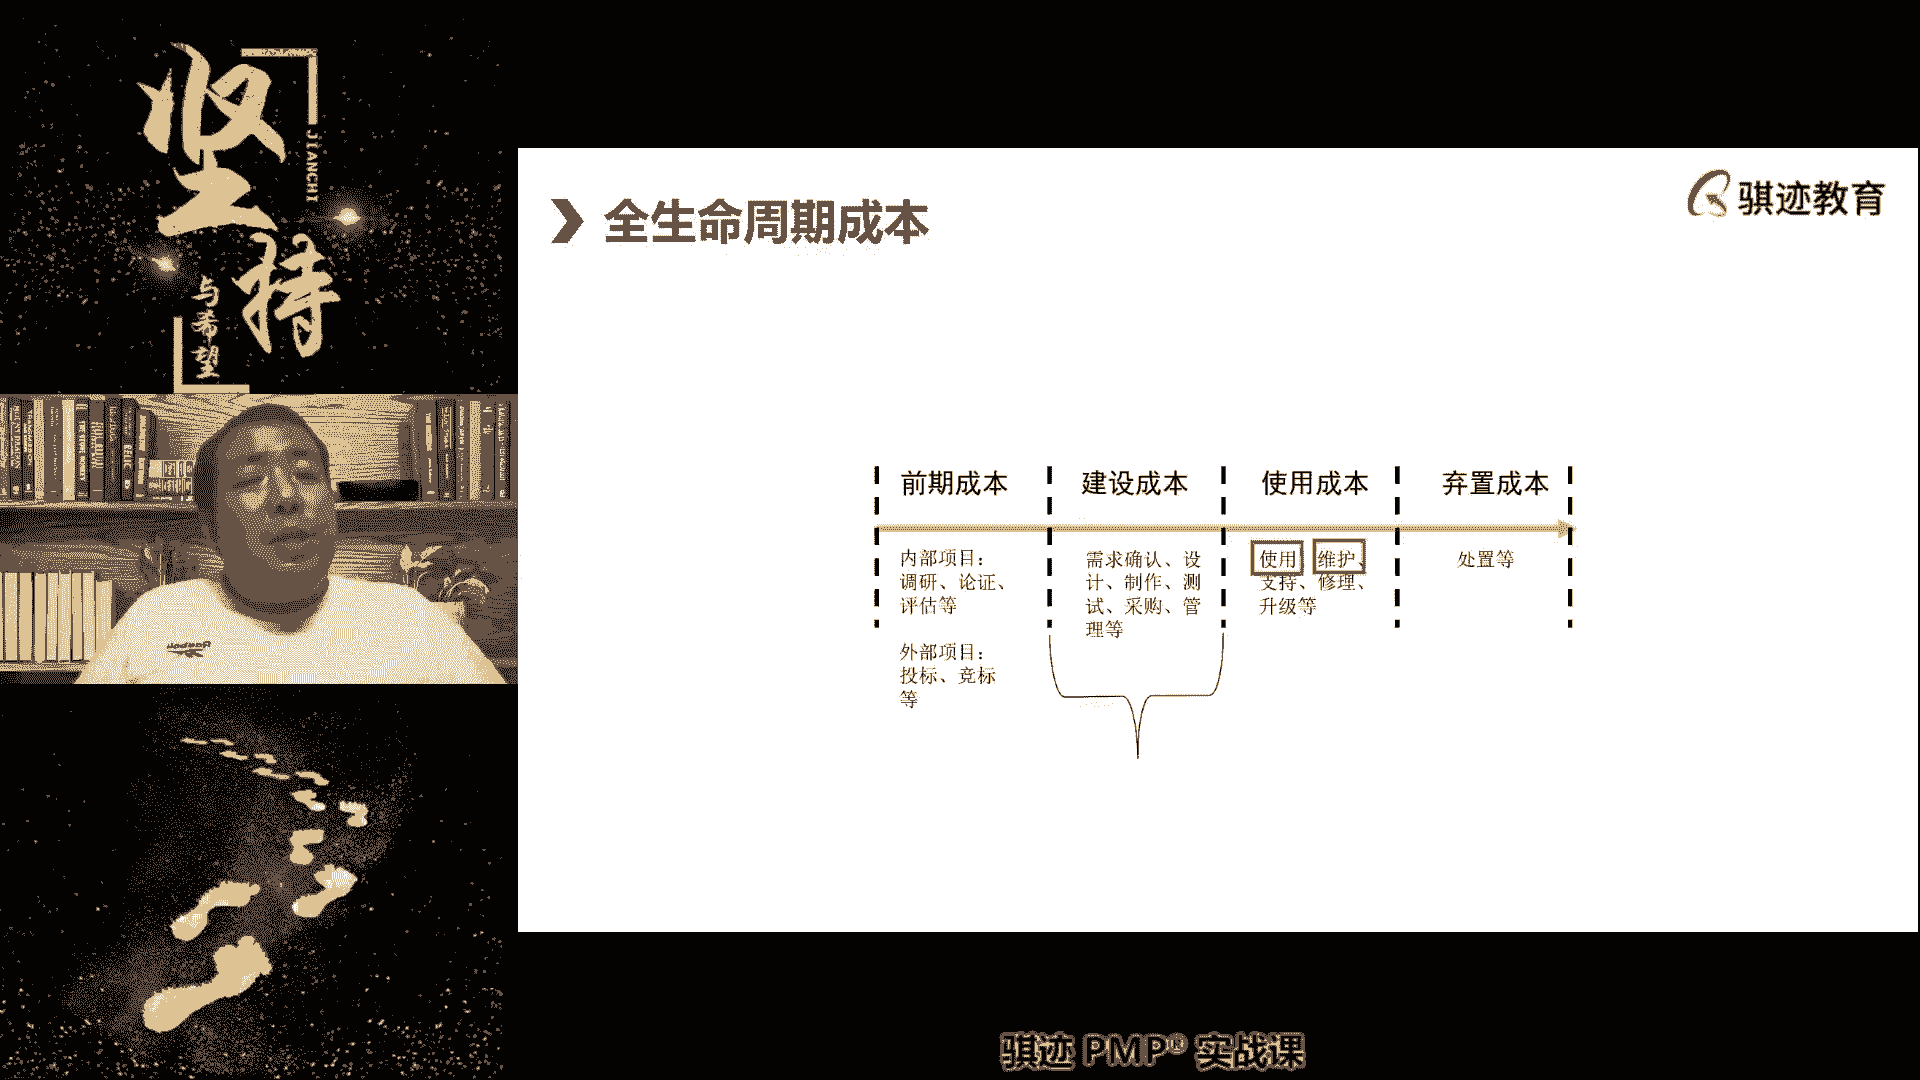 坚持
JIANCHI
与希望
全生命周期成本
骐迹教育
前期成本
建设成本
使用成本
弃置成本
内部项目：
调研、论证、
评估等
外部项目：
投标、竞标
等
需求确认、设
计、制作、测
试、采购、管
理等
使用、维护、
支持、修理、
升级等
处置等
Reebok
骐迹 PMP® 实战课